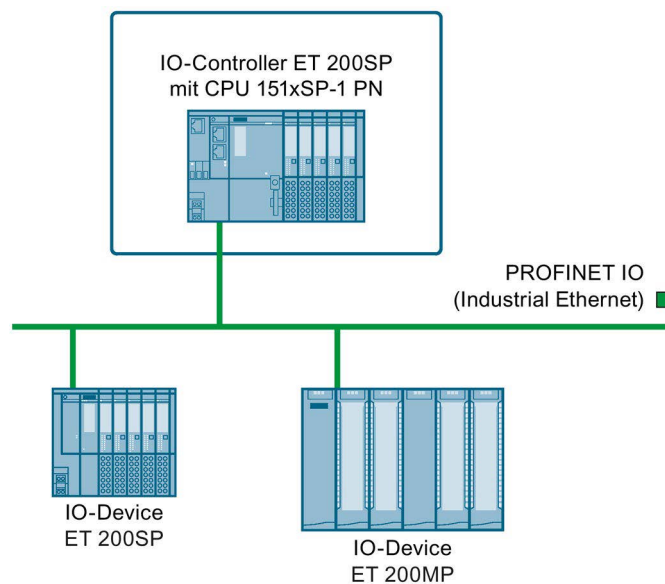 IO-Controller ET 200SP
mit CPU 151xSP-1 PN
PROFINET IO
(Industrial Ethernet)
IO-Device
ET 200SP
IO-Device
ET 200MP